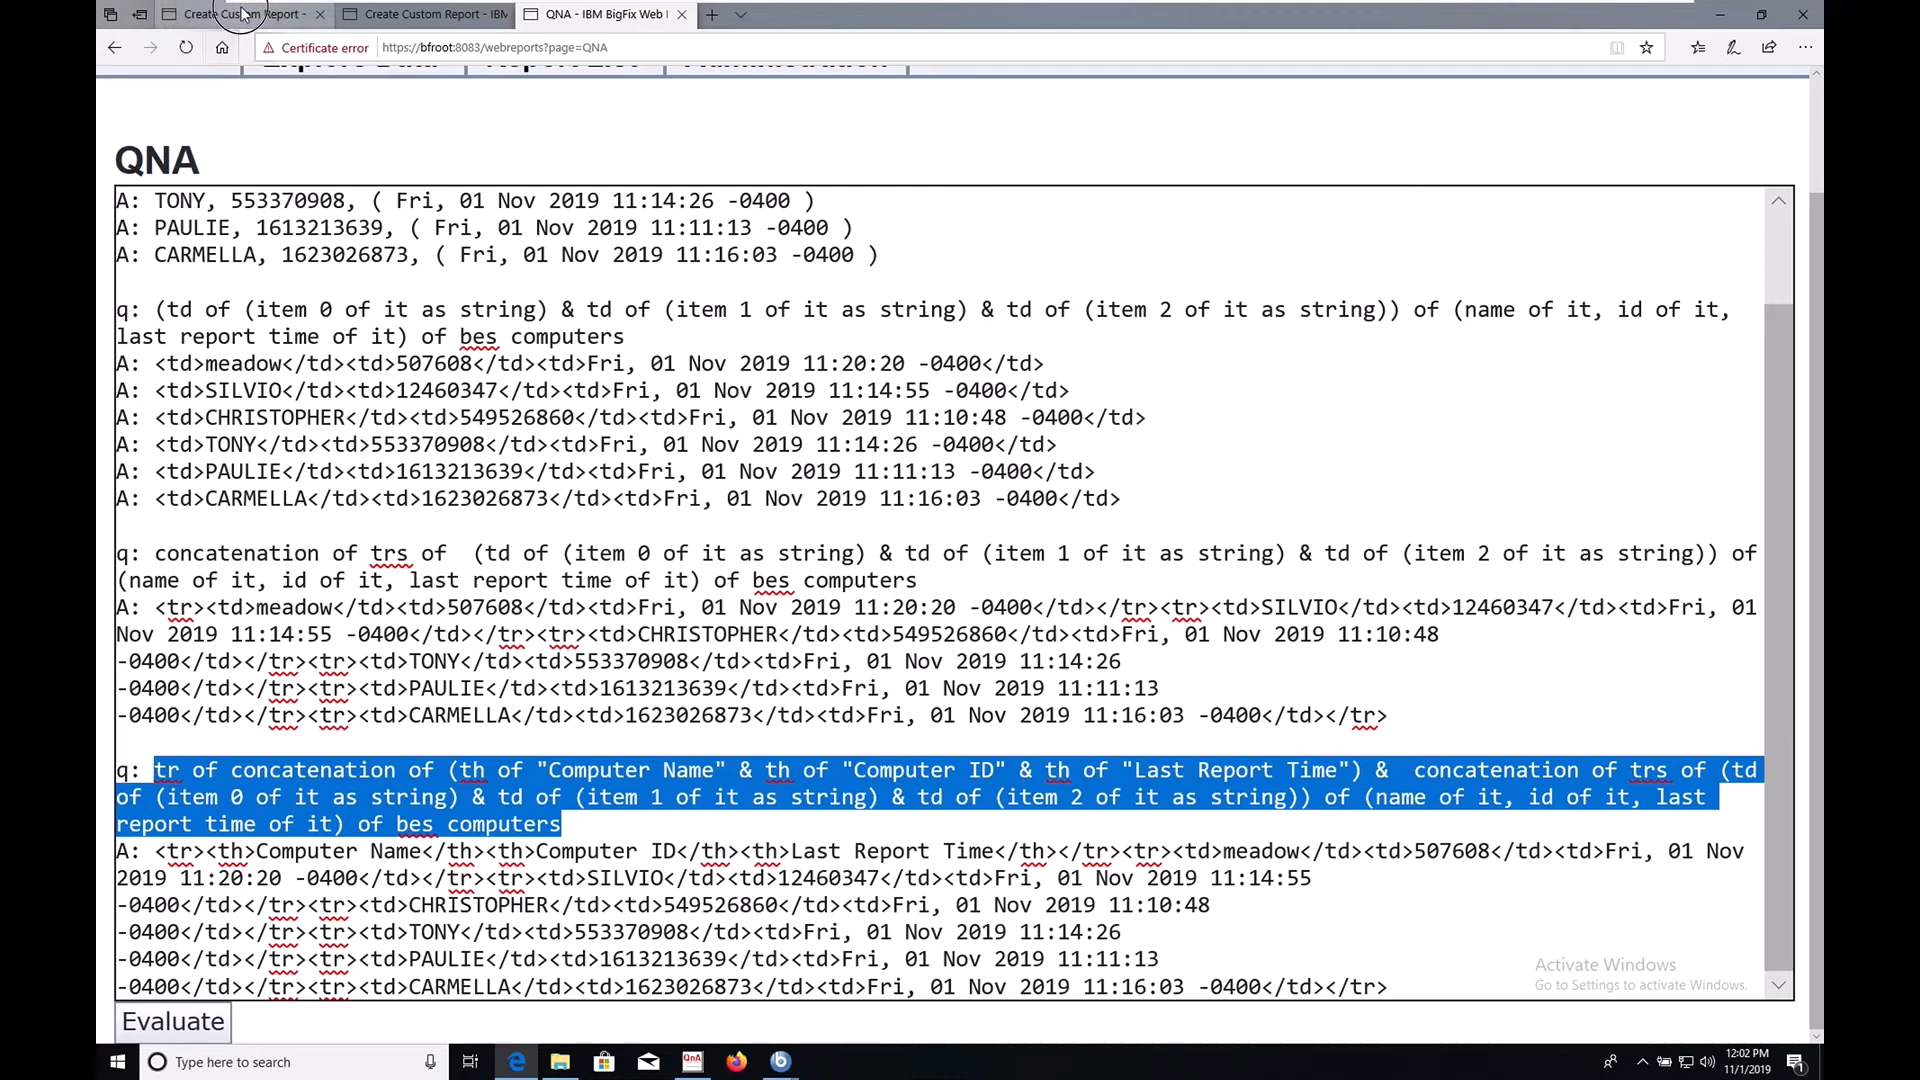 Create Custom Report -
Create Custom Report - IBM
QNA - IBM BigFix Web
Certificate error
https://bfroot:8083/webreports?page=QNA
QNA
A: TONY, 553370908, ( Fri, 01 Nov 2019 11:14:26 -0400 )
A: PAULIE, 1613213639, ( Fri, 01 Nov 2019 11:11:13 -0400 )
A: CARMELLA, 1623026873, ( Fri, 01 Nov 2019 11:16:03 -0400 )
q: (td of (item 0 of it as string) & td of (item 1 of it as string) & td of (item 2 of it as string)) of (name of it, id of it,
last report time of it) of bes computers
A: <td>meadow</td><td>507608</td><td>Fri, 01 Nov 2019 11:20:20 -0400</td>
A: <td>SILVIO</td><td>12460347</td><td>Fri, 01 Nov 2019 11:14:55 -0400</td>
A: <td>CHRISTOPHER</td><td>549526860</td><td>Fri, 01 Nov 2019 11:10:48 -0400</td>
A: <td>TONY</td><td>553370908</td><td>Fri, 01 Nov 2019 11:14:26 -0400</td>
A: <td>PAULIE</td><td>1613213639</td><td>Fri, 01 Nov 2019 11:11:13 -0400</td>
A: <td>CARMELLA</td><td>1623026873</td><td>Fri, 01 Nov 2019 11:16:03 -0400</td>
q: concatenation of trs of  (td of (item 0 of it as string) & td of (item 1 of it as string) & td of (item 2 of it as string)) of
(name of it, id of it, last report time of it) of bes computers
A: <tr><td>meadow</td><td>507608</td><td>Fri, 01 Nov 2019 11:20:20 -0400</td></tr><tr><td>SILVIO</td><td>12460347</td><td>Fri, 01
Nov 2019 11:14:55 -0400</td></tr><tr><td>CHRISTOPHER</td><td>549526860</td><td>Fri, 01 Nov 2019 11:10:48
-0400</td></tr><tr><td>TONY</td><td>553370908</td><td>Fri, 01 Nov 2019 11:14:26
-0400</td></tr><tr><td>PAULIE</td><td>1613213639</td><td>Fri, 01 Nov 2019 11:11:13
-0400</td></tr><tr><td>CARMELLA</td><td>1623026873</td><td>Fri, 01 Nov 2019 11:16:03 -0400</td></tr>
q: tr of concatenation of (th of "Computer Name" & th of "Computer ID" & th of "Last Report Time") &  concatenation of trs of (td
of (item 0 of it as string) & td of (item 1 of it as string) & td of (item 2 of it as string)) of (name of it, id of it, last
report time of it) of bes computers
A: <tr><th>Computer Name</th><th>Computer ID</th><th>Last Report Time</th></tr><tr><td>meadow</td><td>507608</td><td>Fri, 01 Nov
2019 11:20:20 -0400</td></tr><tr><td>SILVIO</td><td>12460347</td><td>Fri, 01 Nov 2019 11:14:55
-0400</td></tr><tr><td>CHRISTOPHER</td><td>549526860</td><td>Fri, 01 Nov 2019 11:10:48
-0400</td></tr><tr><td>TONY</td><td>553370908</td><td>Fri, 01 Nov 2019 11:14:26
-0400</td></tr><tr><td>PAULIE</td><td>1613213639</td><td>Fri, 01 Nov 2019 11:11:13
-0400</td></tr><tr><td>CARMELLA</td><td>1623026873</td><td>Fri, 01 Nov 2019 11:16:03 -0400</td></tr>
Activate Windows
Go to Settings to activate Windows.
Evaluate
Type here to search
QnA
12:02 PM
11/1/2019
1